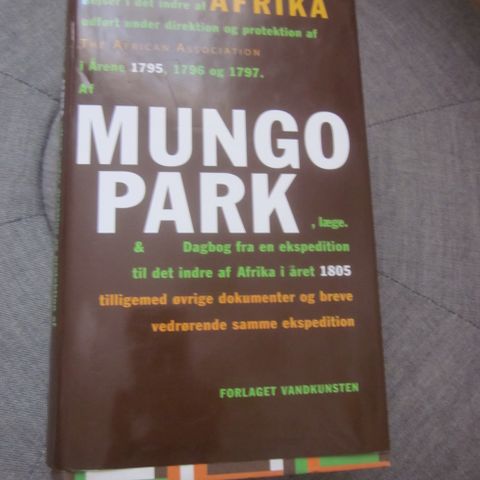 Rejser i det indre af AFRIKA
udført under direktion og protektion af
THE AFRICAN ASSOCIATION
i Årene 1795, 1796 og 1797.
Af
MUNGO
PARK, læge.
& Dagbog fra en ekspedition
til det indre af Afrika i året 1805
tilligemed øvrige dokumenter og breve
vedrørende samme ekspedition
FORLAGET VANDKUNSTEN